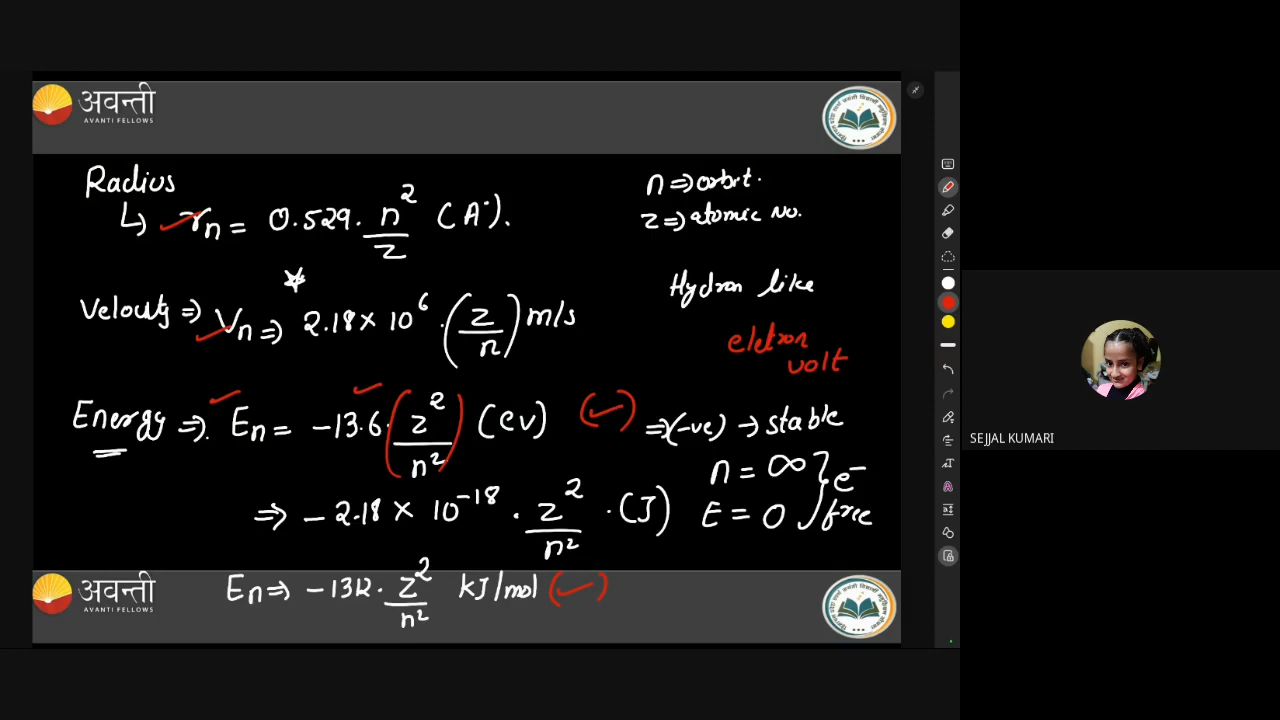 अवन्ती
AVANTI FELLOWS
Radius
↳ rₙ = 0.529 · n²/z (A°).
n ⇒ orbit.
z ⇒ atomic No.
Hydron like
Velocity ⇒ Vₙ ⇒ 2.18 × 10⁶ · (z/n) m/s
eletron
volt
Energy ⇒ Eₙ = -13.6 · (z²/n²) (ev) (✓) ⇒ (-ve) → stable
n = ∞ } e⁻
⇒ -2.18 × 10⁻¹⁸ · z²/n² · (J)
E = 0 } free
अवन्ती
AVANTI FELLOWS
Eₙ ⇒ -1312 · z²/n² kJ/mol (✓)
SEJJAL KUMARI